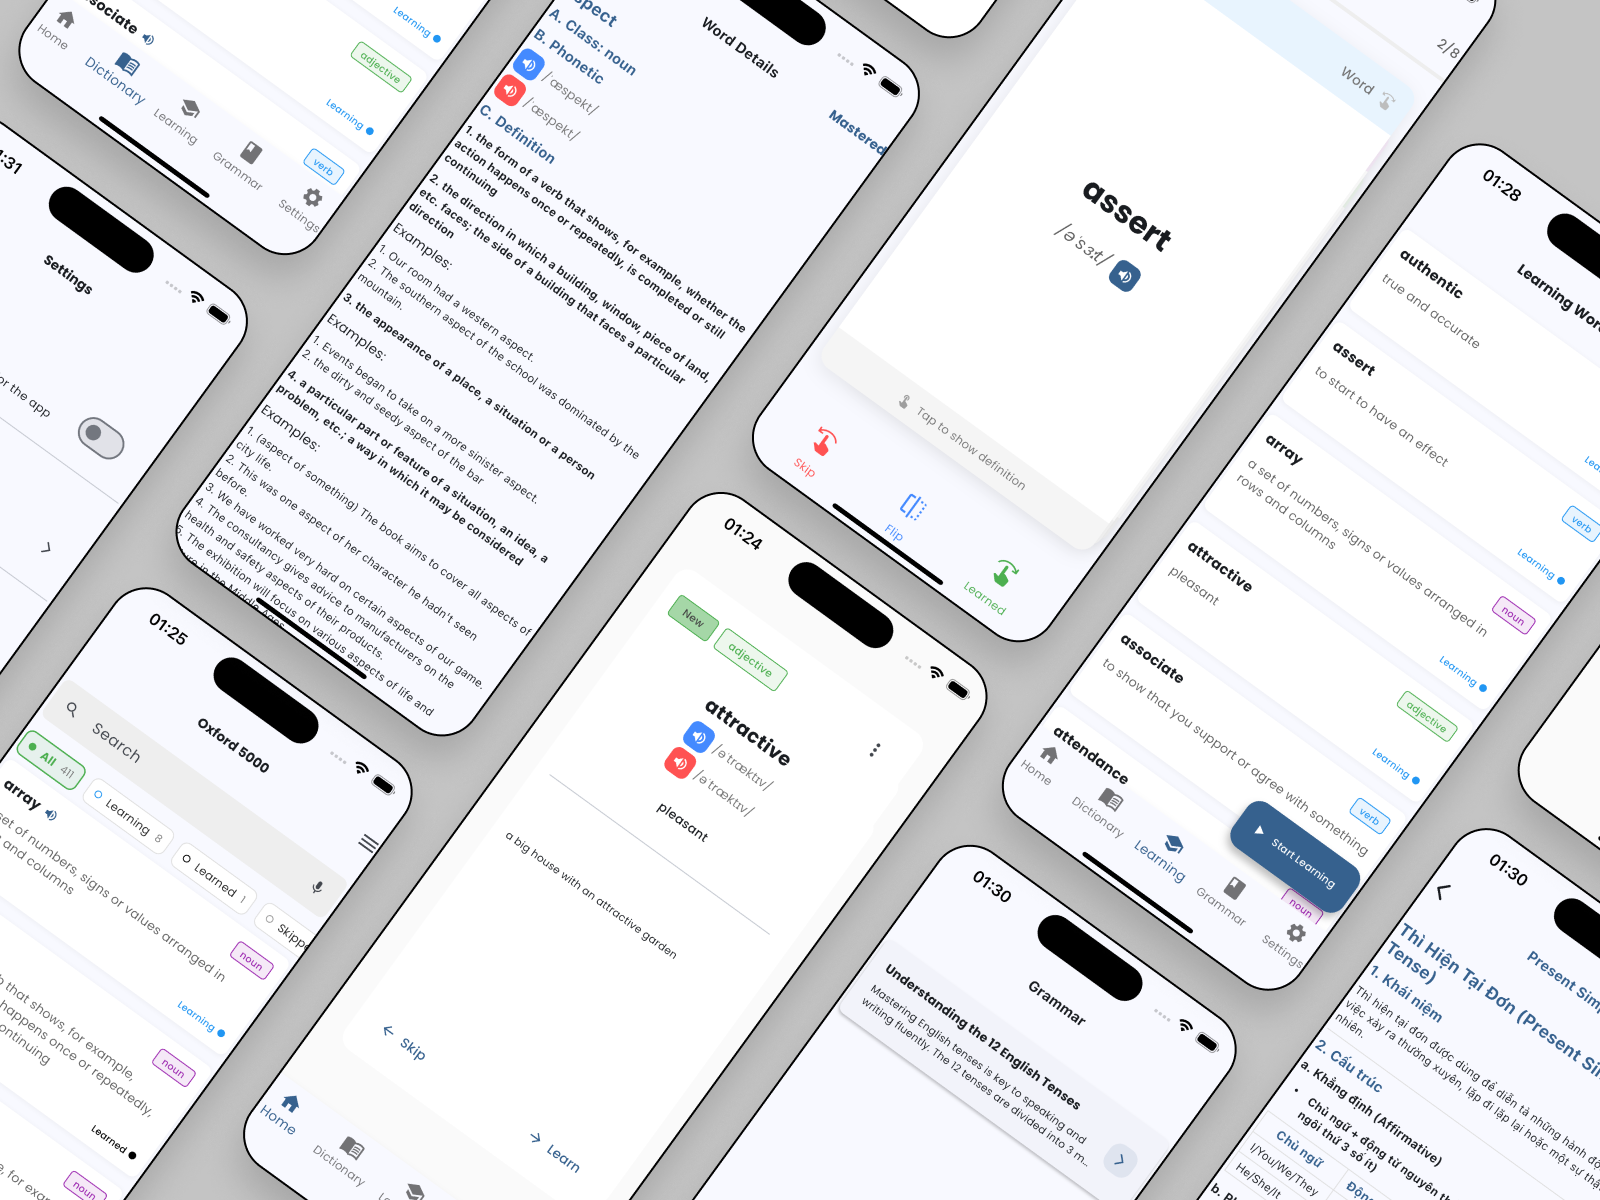 associate
Learning
adjective
Learning
verb
Home
Dictionary
Learning
Grammar
Settings
Settings
or the app
Word Details
Mastered
A. Class: noun
B. Phonetic
/ˈæspekt/
/ˈæspekt/
C. Definition
1. the form of a verb that shows, for example, whether the
action happens once or repeatedly, is completed or still
continuing
2. the direction in which a building, window, piece of land,
etc. faces; the side of a building that faces a particular
direction
Examples:
1. Our room had a western aspect.
2. The southern aspect of the school was dominated by the
mountain.
3. the appearance of a place, a situation or a person
Examples:
1. Events began to take on a more sinister aspect.
2. the dirty and seedy aspect of the bar
4. a particular part or feature of a situation, an idea, a
problem, etc.; a way in which it may be considered
Examples:
1. (aspect of something) The book aims to cover all aspects of
city life.
2. This was one aspect of her character he hadn't seen
before.
3. We have worked very hard on certain aspects of our game.
4. The consultancy gives advice to manufacturers on the
health and safety aspects of their products.
5. The exhibition will focus on various aspects of life and
in the Middle Ages.
2/8
Word
assert
/əˈsɜːt/
Tap to show definition
Skip
Flip
Learned
01:28
Learning
authentic
true and accurate
assert
to start to have an effect
verb
Learning
array
a set of numbers, signs or values arranged in
rows and columns
noun
Learning
attractive
pleasant
adjective
Learning
associate
to show that you support or agree with something
verb
attendance
noun
Start Learning
Home
Dictionary
Learning
Grammar
Settings
01:25
Oxford 5000
Search
All 411
Learning 8
Learned 1
array
set of numbers, signs or values arranged in
and columns
noun
Learning
that shows, for example,
happens once or repeatedly,
noun
Learned
noun
01:24
New
adjective
attractive
/əˈtræktɪv/
/əˈtræktɪv/
pleasant
a big house with an attractive garden
Skip
Learn
Home
Dictionary
01:30
Grammar
Understanding the 12 English Tenses
Mastering English tenses is key to speaking and
writing fluently. The 12 tenses are divided into 3 m...
01:30
Present
Thì Hiện Tại Đơn (Present
Tense)
1. Khái niệm
Thì hiện tại đơn được dùng để diễn tả những hành
việc xảy ra thường xuyên, lặp đi lặp lại hoặc một sự
nhiên.
2. Cấu trúc
a. Khẳng định (Affirmative)
• Chủ ngữ + động từ nguyên
ngôi thứ 3 số ít)
Chủ ngữ
I/You/We/They
He/She/It